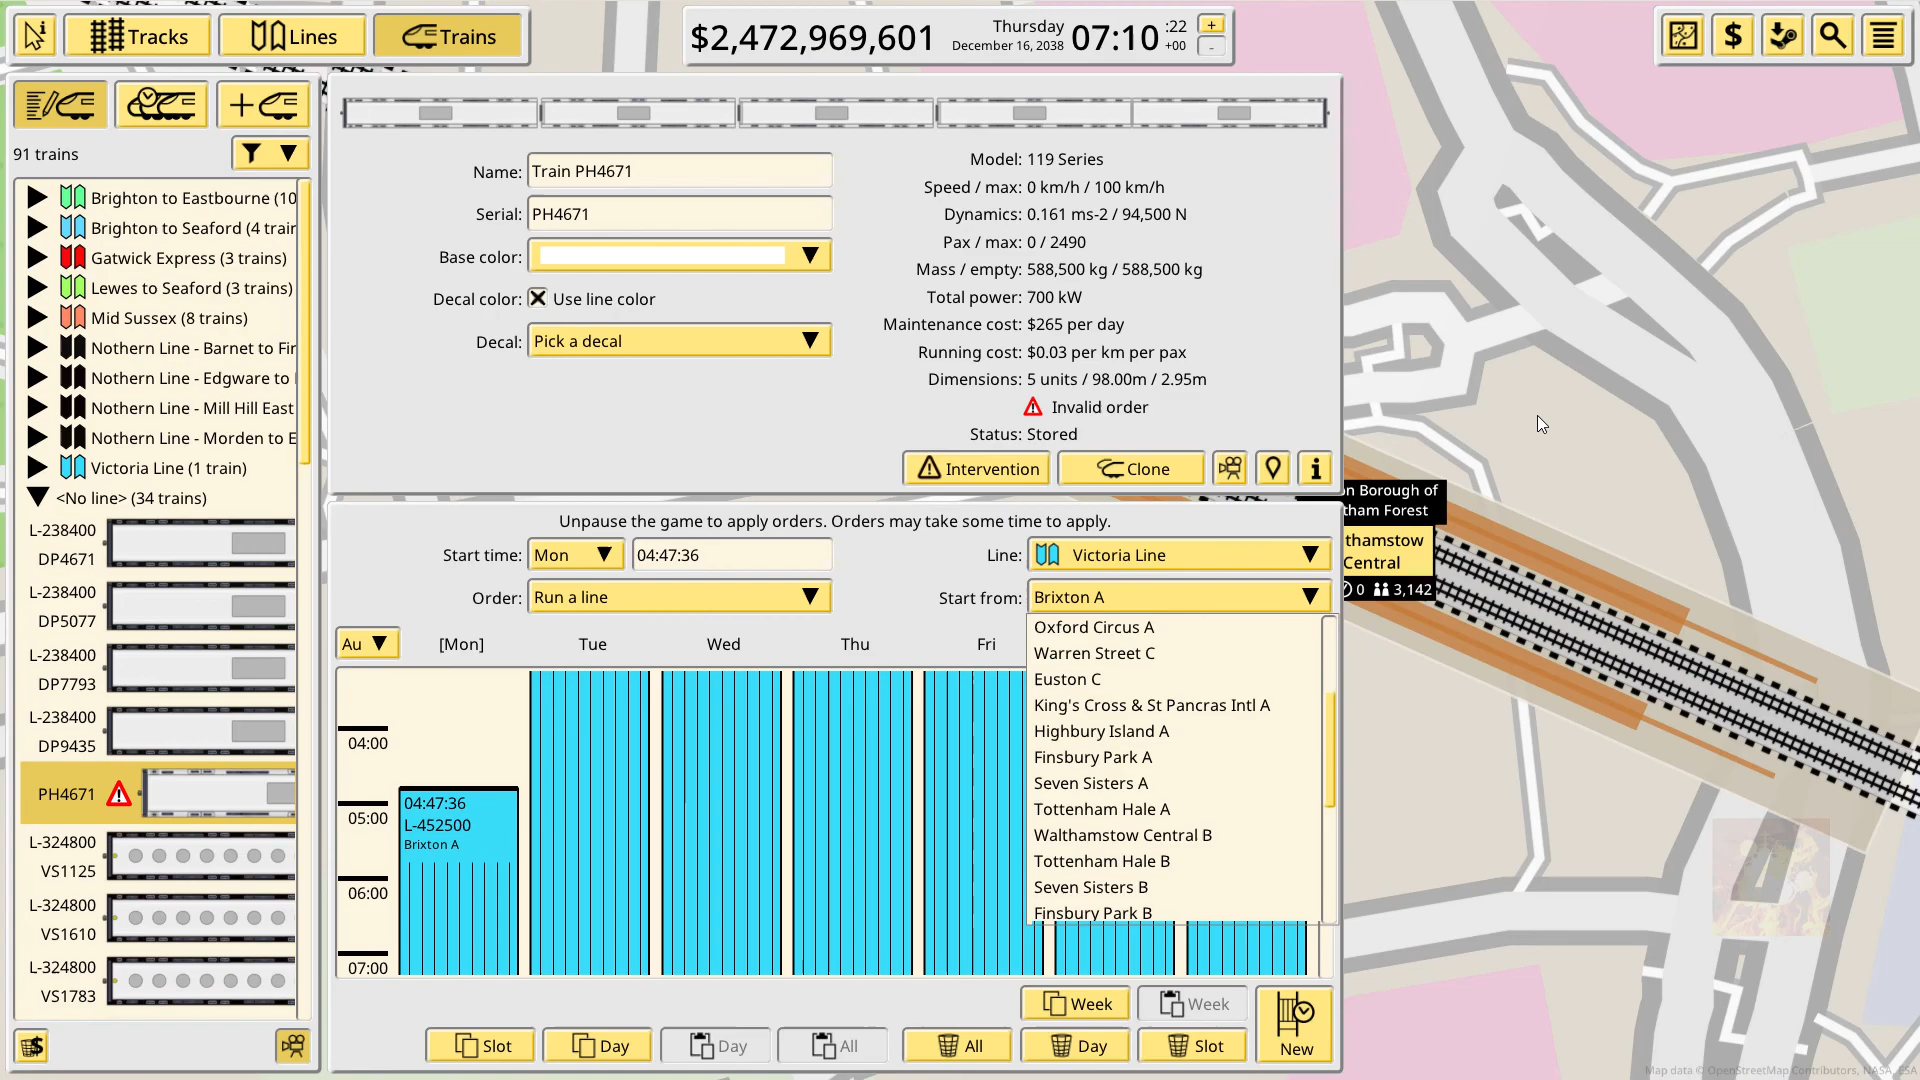 Tracks
Lines
Trains
$2,472,969,601
Thursday
December 16, 2038
07:10
:22
+00
+
-
$
91 trains
Brighton to Eastbourne (10
Brighton to Seaford (4 train
Gatwick Express (3 trains)
Lewes to Seaford (3 trains)
Mid Sussex (8 trains)
Nothern Line - Barnet to Fin
Nothern Line - Edgware to
Nothern Line - Mill Hill East
Nothern Line - Morden to E
Victoria Line (1 train)
<No line> (34 trains)
L-238400
DP4671
L-238400
DP5077
L-238400
DP7793
L-238400
DP9435
PH4671
L-324800
VS1125
L-324800
VS1610
L-324800
VS1783
Name: Train PH4671
Serial: PH4671
Base color:
Decal color: Use line color
Decal: Pick a decal
Model: 119 Series
Speed / max: 0 km/h / 100 km/h
Dynamics: 0.161 ms-2 / 94,500 N
Pax / max: 0 / 2490
Mass / empty: 588,500 kg / 588,500 kg
Total power: 700 kW
Maintenance cost: $265 per day
Running cost: $0.03 per km per pax
Dimensions: 5 units / 98.00m / 2.95m
Invalid order
Status: Stored
Intervention
Clone
Unpause the game to apply orders. Orders may take some time to apply.
Start time: Mon 04:47:36
Line: Victoria Line
Order: Run a line
Start from: Brixton A
Au
[Mon]
Tue
Wed
Thu
Fri
Oxford Circus A
Warren Street C
Euston C
King's Cross & St Pancras Intl A
Highbury Island A
Finsbury Park A
Seven Sisters A
Tottenham Hale A
Walthamstow Central B
Tottenham Hale B
Seven Sisters B
Finsbury Park B
04:00
05:00
06:00
07:00
04:47:36
L-452500
Brixton A
Week
Week
Slot
Day
Day
All
All
Day
Slot
New
on Borough of
tham Forest
thamstow
Central
0 3,142
Map data © OpenStreetMap Contributors, NASA, ESA